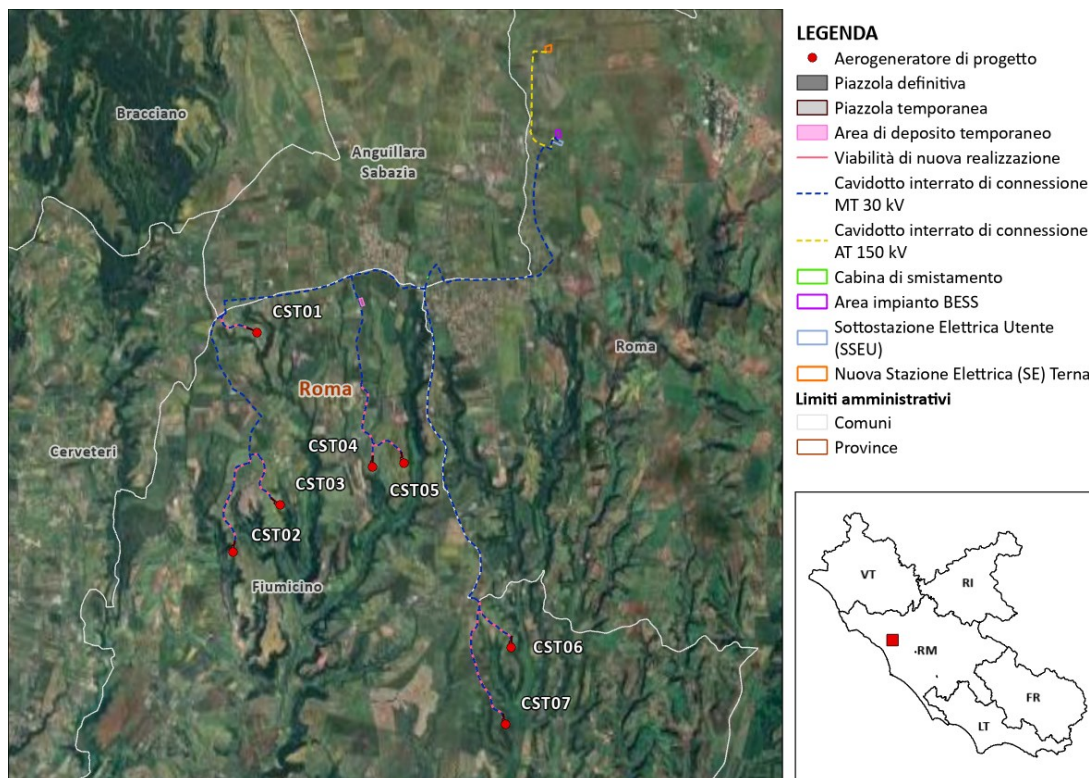 Bracciano
Anguillara
Sabazia
CST01
Roma
Roma
Cerveteri
CST04
CST05
CST03
CST02
Fiumicino
CST06
CST07
LEGENDA
Aerogeneratore di progetto
Piazzola definitiva
Piazzola temporanea
Area di deposito temporaneo
Viabilità di nuova realizzazione
Cavidotto interrato di connessione
MT 30 kV
Cavidotto interrato di connessione
AT 150 kV
Cabina di smistamento
Area impianto BESS
Sottostazione Elettrica Utente
(SSEU)
Nuova Stazione Elettrica (SE) Terna
Limiti amministrativi
Comuni
Province
VT
RI
RM
FR
LT